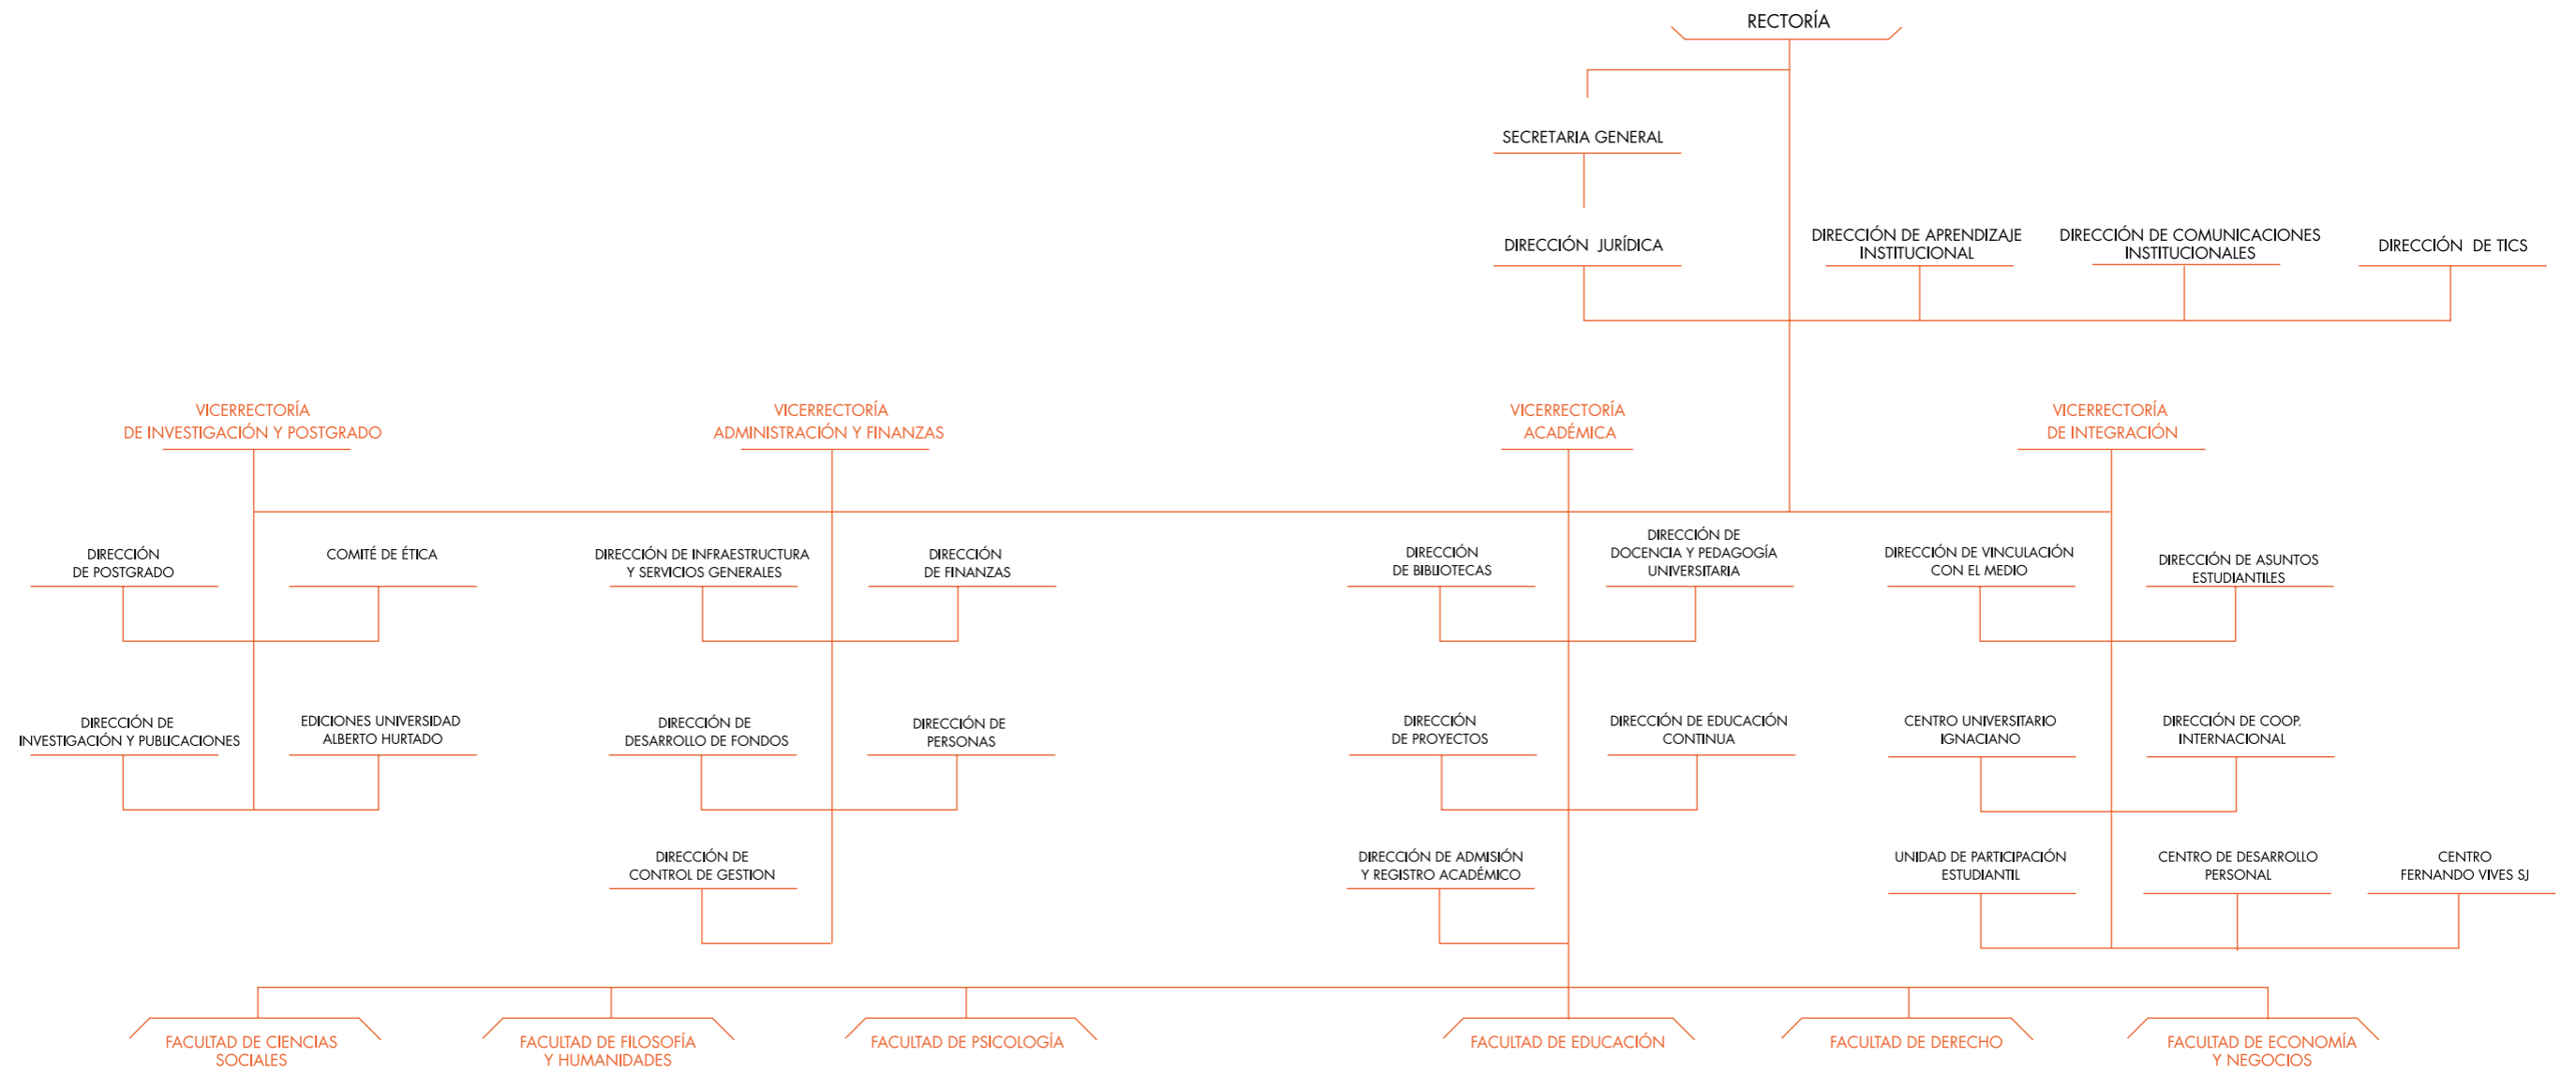 RECTORÍA
SECRETARIA GENERAL
DIRECCIÓN JURÍDICA
DIRECCIÓN DE APRENDIZAJE
INSTITUCIONAL
DIRECCIÓN DE COMUNICACIONES
INSTITUCIONALES
DIRECCIÓN DE TICS
VICERRECTORÍA
DE INVESTIGACIÓN Y POSTGRADO
VICERRECTORÍA
ADMINISTRACIÓN Y FINANZAS
VICERRECTORÍA
ACADÉMICA
VICERRECTORÍA
DE INTEGRACIÓN
DIRECCIÓN
DE POSTGRADO
COMITÉ DE ÉTICA
DIRECCIÓN DE INFRAESTRUCTURA
Y SERVICIOS GENERALES
DIRECCIÓN
DE FINANZAS
DIRECCIÓN
DE BIBLIOTECAS
DIRECCIÓN DE
DOCENCIA Y PEDAGOGÍA
UNIVERSITARIA
DIRECCIÓN DE VINCULACIÓN
CON EL MEDIO
DIRECCIÓN DE ASUNTOS
ESTUDIANTILES
DIRECCIÓN DE
INVESTIGACIÓN Y PUBLICACIONES
EDICIONES UNIVERSIDAD
ALBERTO HURTADO
DIRECCIÓN DE
DESARROLLO DE FONDOS
DIRECCIÓN DE
PERSONAS
DIRECCIÓN
DE PROYECTOS
DIRECCIÓN DE EDUCACIÓN
CONTINUA
CENTRO UNIVERSITARIO
IGNACIANO
DIRECCIÓN DE COOP.
INTERNACIONAL
DIRECCIÓN DE
CONTROL DE GESTION
DIRECCIÓN DE ADMISIÓN
Y REGISTRO ACADÉMICO
UNIDAD DE PARTICIPACIÓN
ESTUDIANTIL
CENTRO DE DESARROLLO
PERSONAL
CENTRO
FERNANDO VIVES SJ
FACULTAD DE CIENCIAS
SOCIALES
FACULTAD DE FILOSOFÍA
Y HUMANIDADES
FACULTAD DE PSICOLOGÍA
FACULTAD DE EDUCACIÓN
FACULTAD DE DERECHO
FACULTAD DE ECONOMÍA
Y NEGOCIOS